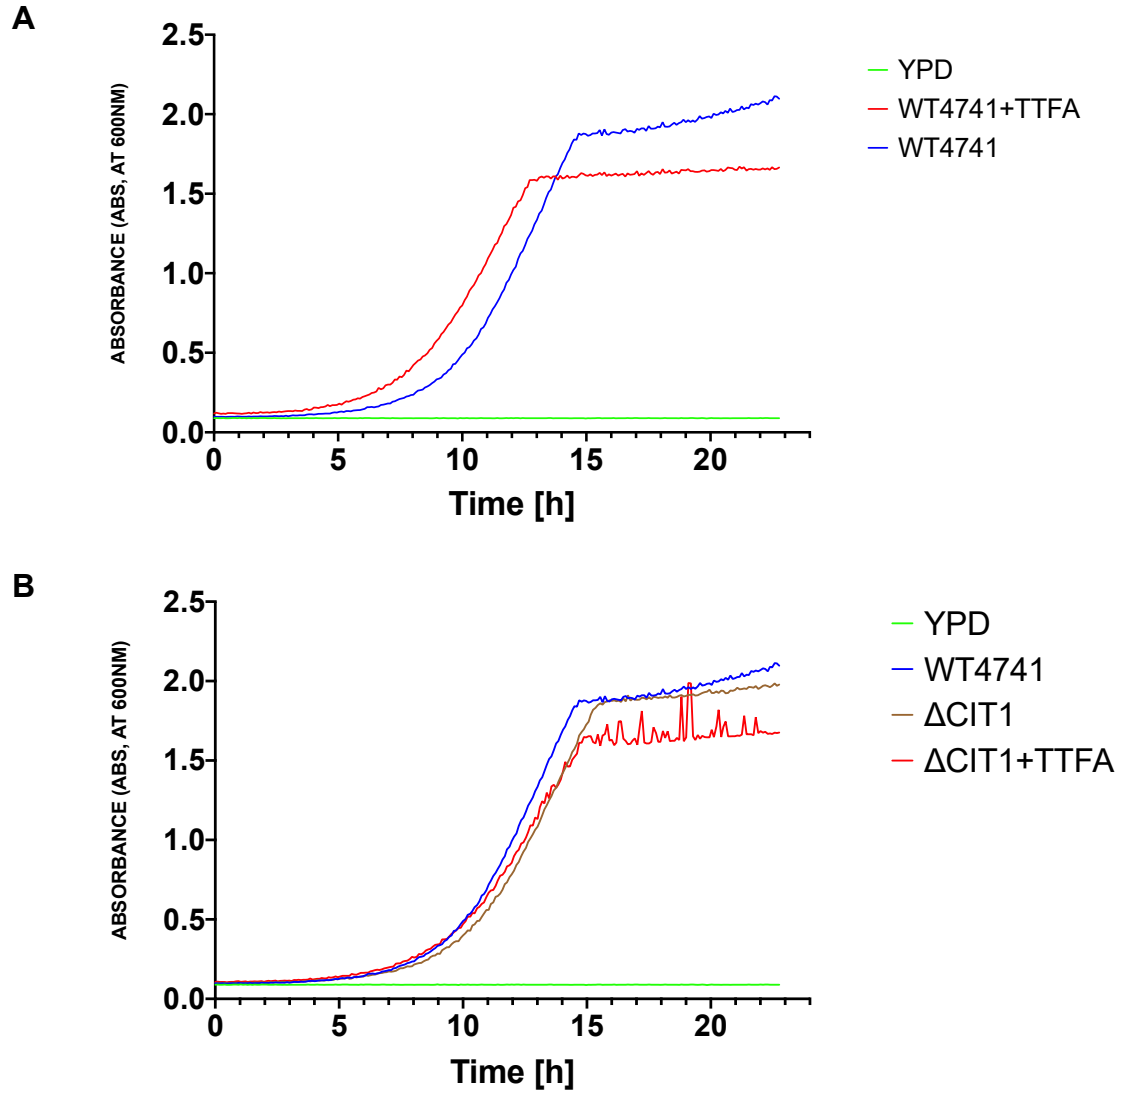 A
ABSORBANCE (ABS, AT 600NM)
2.5
2.0
1.5
1.0
0.5
0.0
0 5 10 15 20
Time [h]
YPD
WT4741+TTFA
WT4741
B
ABSORBANCE (ABS, AT 600NM)
2.5
2.0
1.5
1.0
0.5
0.0
0 5 10 15 20
Time [h]
YPD
WT4741
ΔCIT1
ΔCIT1+TTFA